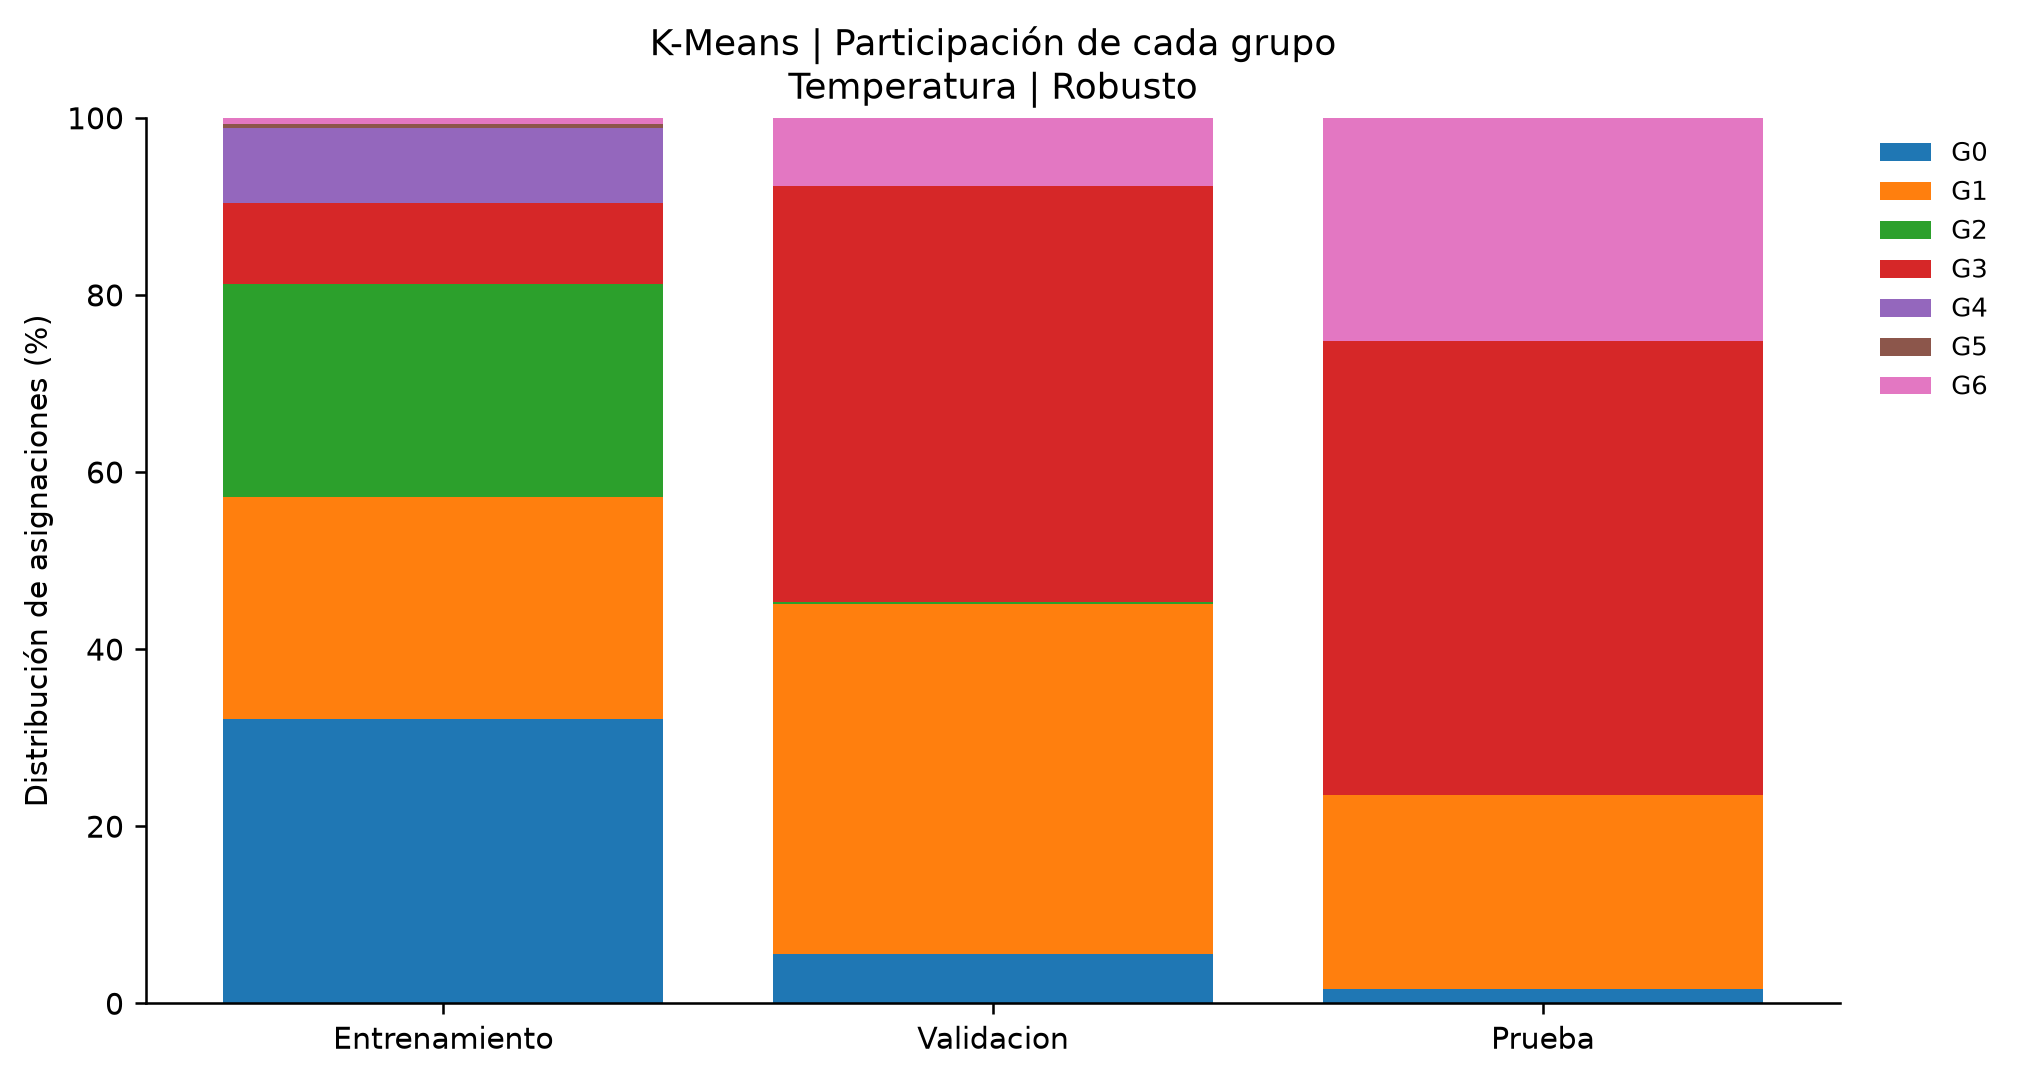 K-Means | Participación de cada grupo
Temperatura | Robusto
Distribución de asignaciones (%)
100
80
60
40
20
0
Entrenamiento
Validacion
Prueba
G0
G1
G2
G3
G4
G5
G6